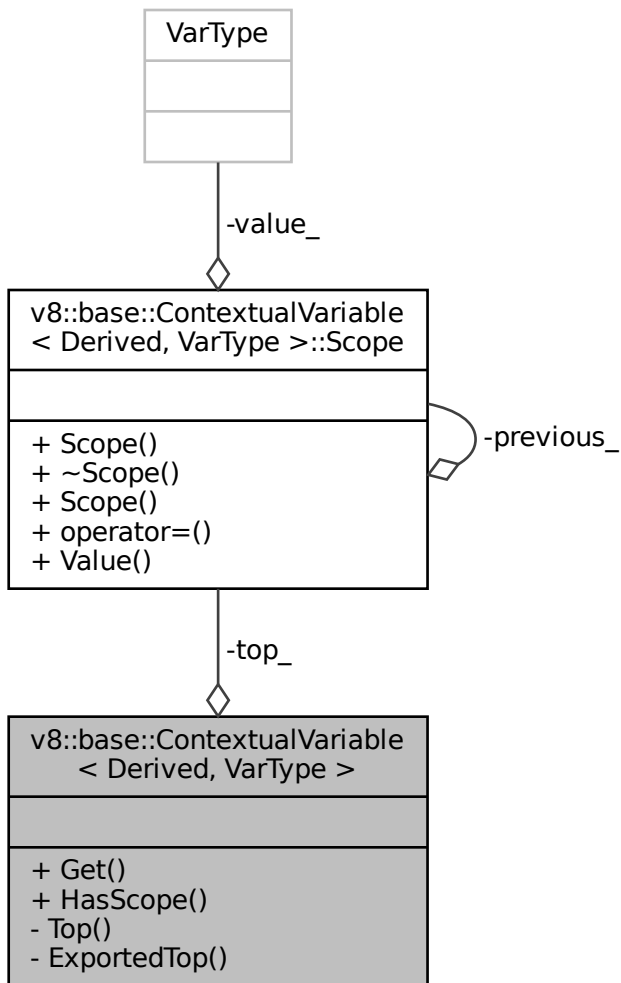 VarType
-value_
v8::base::ContextualVariable
< Derived, VarType >::Scope
+ Scope()
+ ~Scope()
+ Scope()
+ operator=()
+ Value()
-previous_
-top_
v8::base::ContextualVariable
< Derived, VarType >
+ Get()
+ HasScope()
- Top()
- ExportedTop()